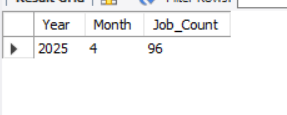 Result Grid Filter Rows:
Year Month Job_Count
2025 4 96